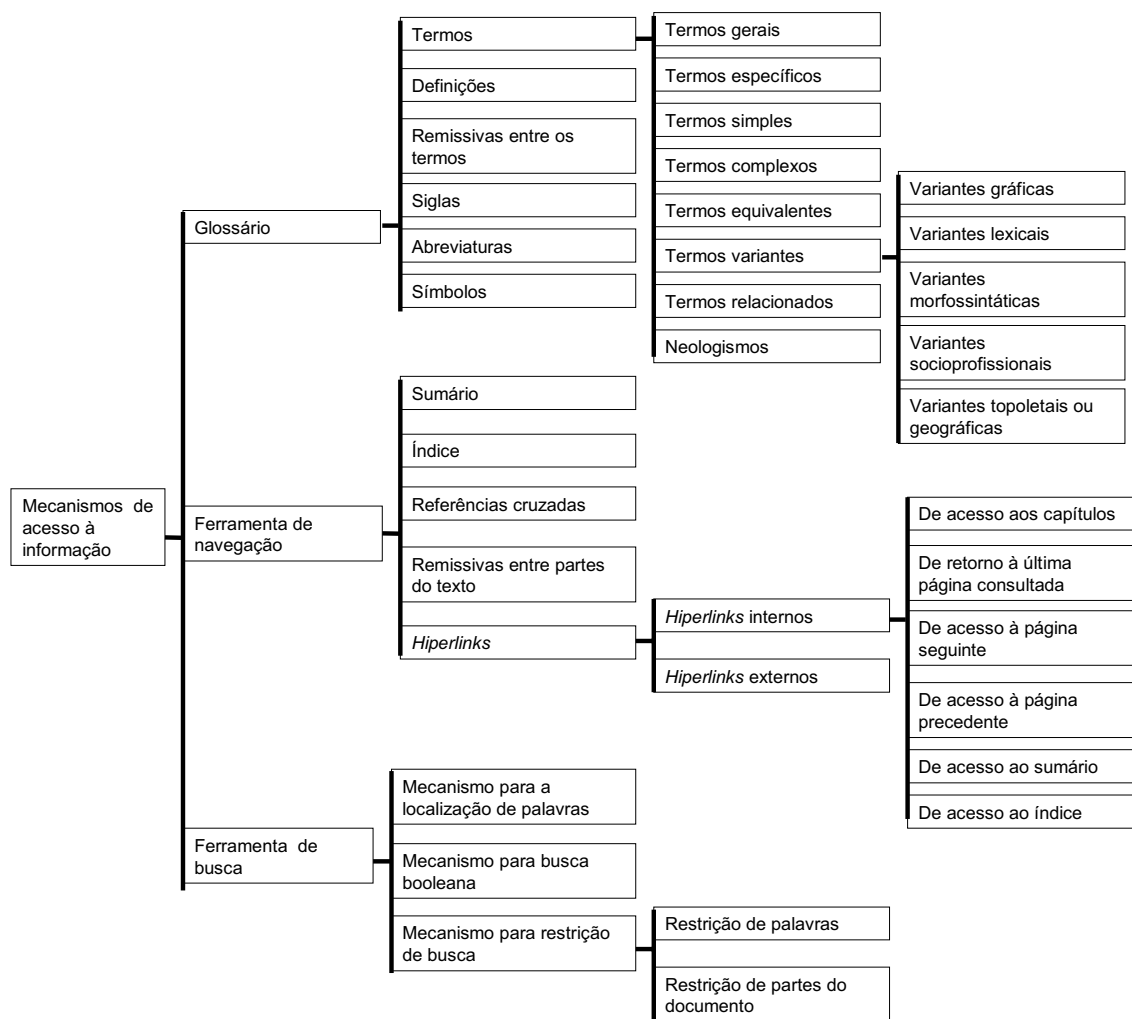 Mecanismos de
acesso à
informação
Glossário
Termos
Definições
Remissivas entre os
termos
Siglas
Abreviaturas
Símbolos
Termos gerais
Termos específicos
Termos simples
Termos complexos
Termos equivalentes
Termos variantes
Termos relacionados
Neologismos
Variantes gráficas
Variantes lexicais
Variantes
morfossintáticas
Variantes
socioprofissionais
Variantes topoletais ou
geográficas
Ferramenta de
navegação
Sumário
Índice
Referências cruzadas
Remissivas entre partes
do texto
Hiperlinks
Hiperlinks internos
Hiperlinks externos
De acesso aos capítulos
De retorno à última
página consultada
De acesso à página
seguinte
De acesso à página
precedente
De acesso ao sumário
De acesso ao índice
Ferramenta de
busca
Mecanismo para a
localização de palavras
Mecanismo para busca
booleana
Mecanismo para restrição
de busca
Restrição de palavras
Restrição de partes do
documento